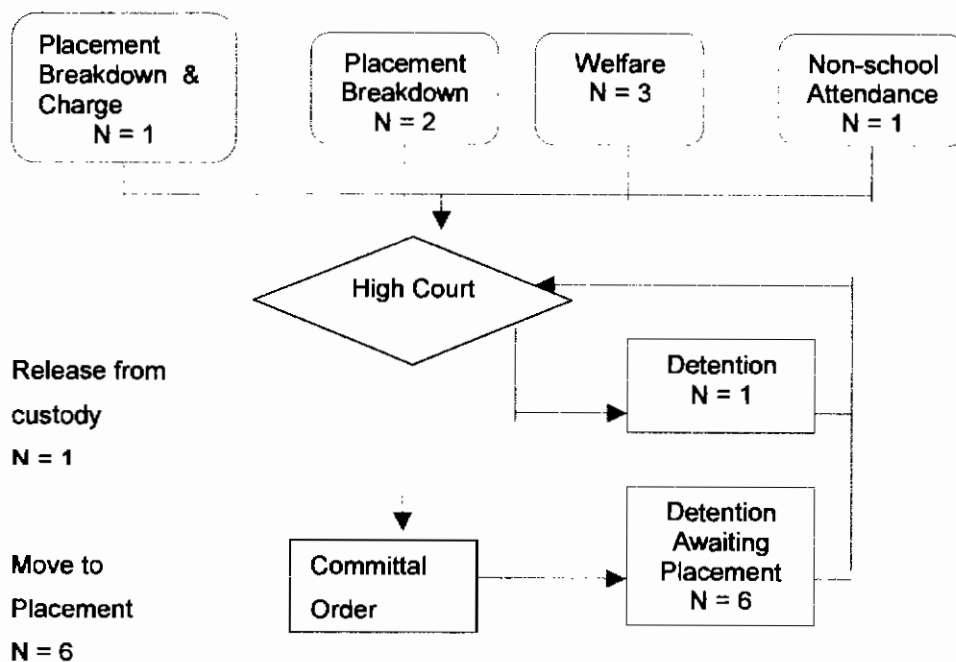 Placement
Breakdown &
Charge
N = 1
Placement
Breakdown
N = 2
Welfare
N = 3
Non-school
Attendance
N = 1
High Court
Release from
custody
N = 1
Detention
N = 1
Move to
Placement
N = 6
Committal
Order
Detention
Awaiting
Placement
N = 6